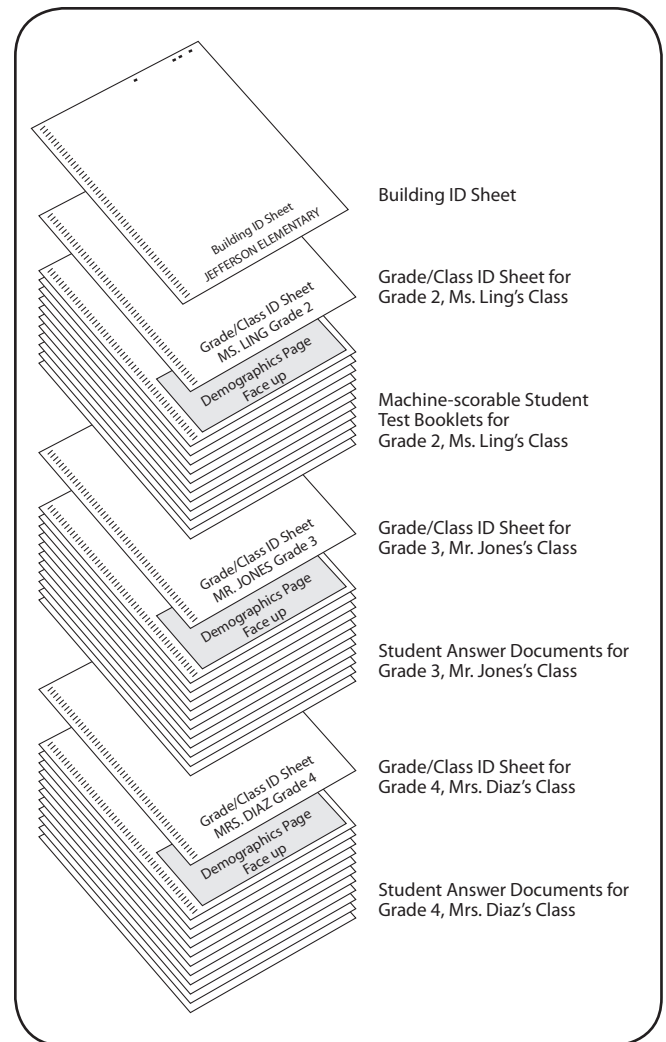 Building ID Sheet
JEFFERSON ELEMENTARY
Building ID Sheet
Grade/Class ID Sheet
MS. LING Grade 2
Grade/Class ID Sheet for
Grade 2, Ms. Ling's Class
Demographics Page
Face up
Machine-scorable Student
Test Booklets for
Grade 2, Ms. Ling's Class
Grade/Class ID Sheet
MR. JONES Grade 3
Grade/Class ID Sheet for
Grade 3, Mr. Jones's Class
Demographics Page
Face up
Student Answer Documents for
Grade 3, Mr. Jones's Class
Grade/Class ID Sheet
MRS. DIAZ Grade 4
Grade/Class ID Sheet for
Grade 4, Mrs. Diaz's Class
Demographics Page
Face up
Student Answer Documents for
Grade 4, Mrs. Diaz's Class